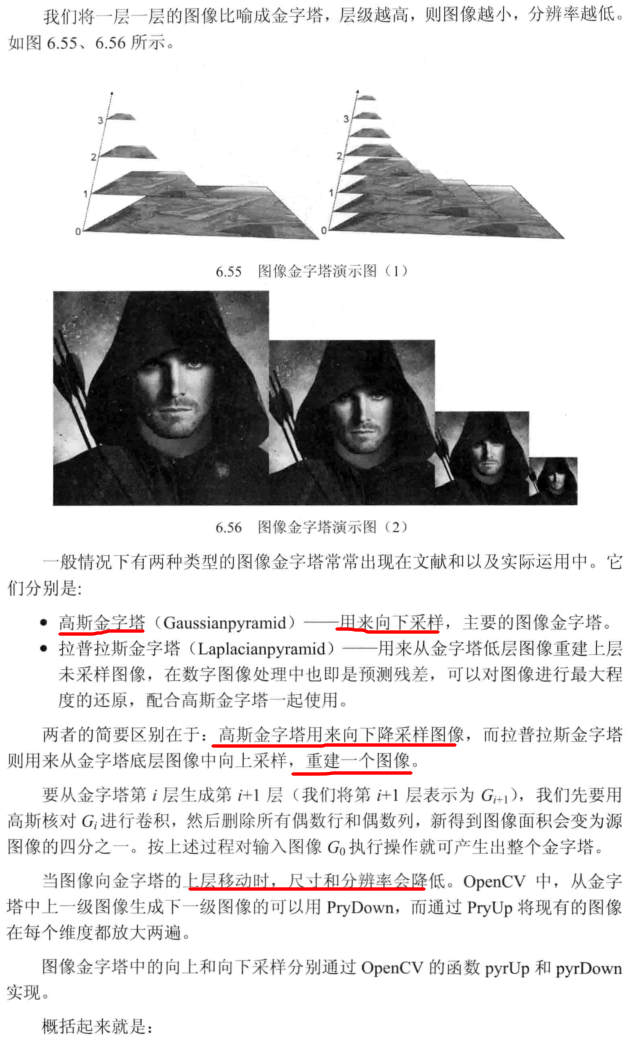 我们将一层一层的图像比喻成金字塔，层级越高，则图像越小，分辨率越低。
如图 6.55、6.56 所示。
3
2
1
0
3
2
1
0
6.55 图像金字塔演示图（1）
6.56 图像金字塔演示图（2）
一般情况下有两种类型的图像金字塔常常出现在文献和以及实际运用中。它
们分别是:
● 高斯金字塔（Gaussianpyramid）——用来向下采样，主要的图像金字塔。
● 拉普拉斯金字塔（Laplacianpyramid）——用来从金字塔低层图像重建上层
未采样图像，在数字图像处理中也即是预测残差，可以对图像进行最大程
度的还原，配合高斯金字塔一起使用。
两者的简要区别在于：高斯金字塔用来向下降采样图像，而拉普拉斯金字塔
则用来从金字塔底层图像中向上采样，重建一个图像。
要从金字塔第 i 层生成第 i+1 层（我们将第 i+1 层表示为 Gi+1），我们先要用
高斯核对 Gi 进行卷积，然后删除所有偶数行和偶数列，新得到图像面积会变为源
图像的四分之一。按上述过程对输入图像 G0 执行操作就可产生出整个金字塔。
当图像向金字塔的上层移动时，尺寸和分辨率会降低。OpenCV 中，从金字
塔中上一级图像生成下一级图像的可以用 PryDown，而通过 PryUp 将现有的图像
在每个维度都放大两遍。
图像金字塔中的向上和向下采样分别通过 OpenCV 的函数 pyrUp 和 pyrDown
实现。
概括起来就是：